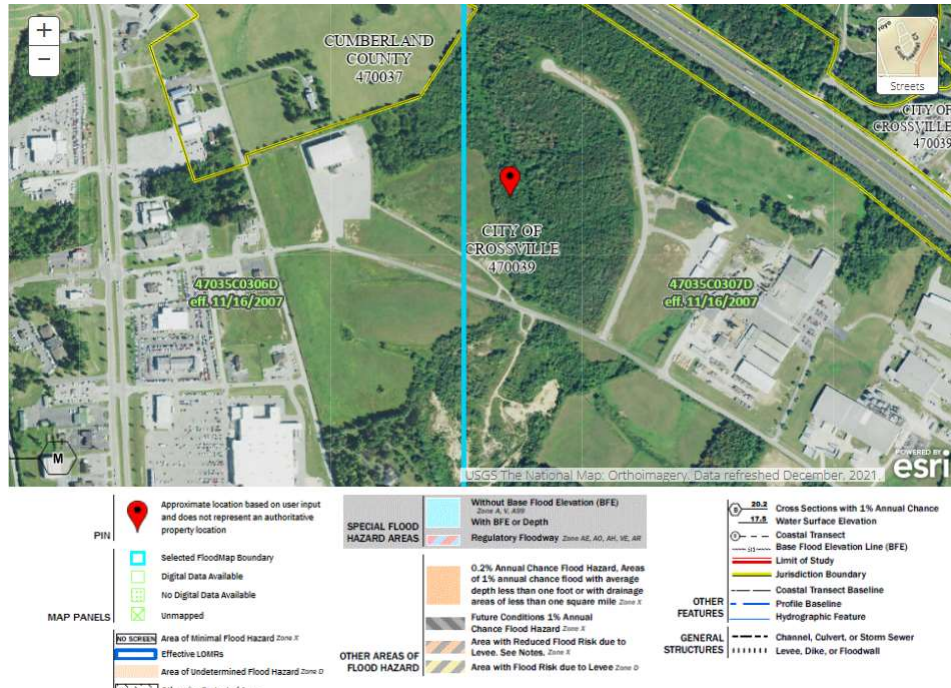 +
−
CUMBERLAND
COUNTY
470037
Streets
CITY OF
CROSSVILLE
470039
CITY OF
CROSSVILLE
470039
47035C0306D
eff. 11/16/2007
47035C0307D
eff. 11/16/2007
M
POWERED BY
esri
USGS The National Map: Orthoimagery. Data refreshed December, 2021.
PIN
Approximate location based on user input
and does not represent an authoritative
property location
MAP PANELS
Selected FloodMap Boundary
Digital Data Available
No Digital Data Available
Unmapped
NO SCREEN Area of Minimal Flood Hazard Zone X
Effective LOMRs
Area of Undetermined Flood Hazard Zone D
SPECIAL FLOOD
HAZARD AREAS
Without Base Flood Elevation (BFE)
Zone A, V, A99
With BFE or Depth
Regulatory Floodway Zone AE, AO, AH, VE, AR
OTHER AREAS OF
FLOOD HAZARD
0.2% Annual Chance Flood Hazard, Areas
of 1% annual chance flood with average
depth less than one foot or with drainage
areas of less than one square mile Zone X
Future Conditions 1% Annual
Chance Flood Hazard Zone X
Area with Reduced Flood Risk due to
Levee. See Notes. Zone X
Area with Flood Risk due to Levee Zone D
OTHER
FEATURES
20.2 Cross Sections with 1% Annual Chance
17.5 Water Surface Elevation
Coastal Transect
Base Flood Elevation Line (BFE)
Limit of Study
Jurisdiction Boundary
Coastal Transect Baseline
Profile Baseline
Hydrographic Feature
GENERAL
STRUCTURES
Channel, Culvert, or Storm Sewer
Levee, Dike, or Floodwall